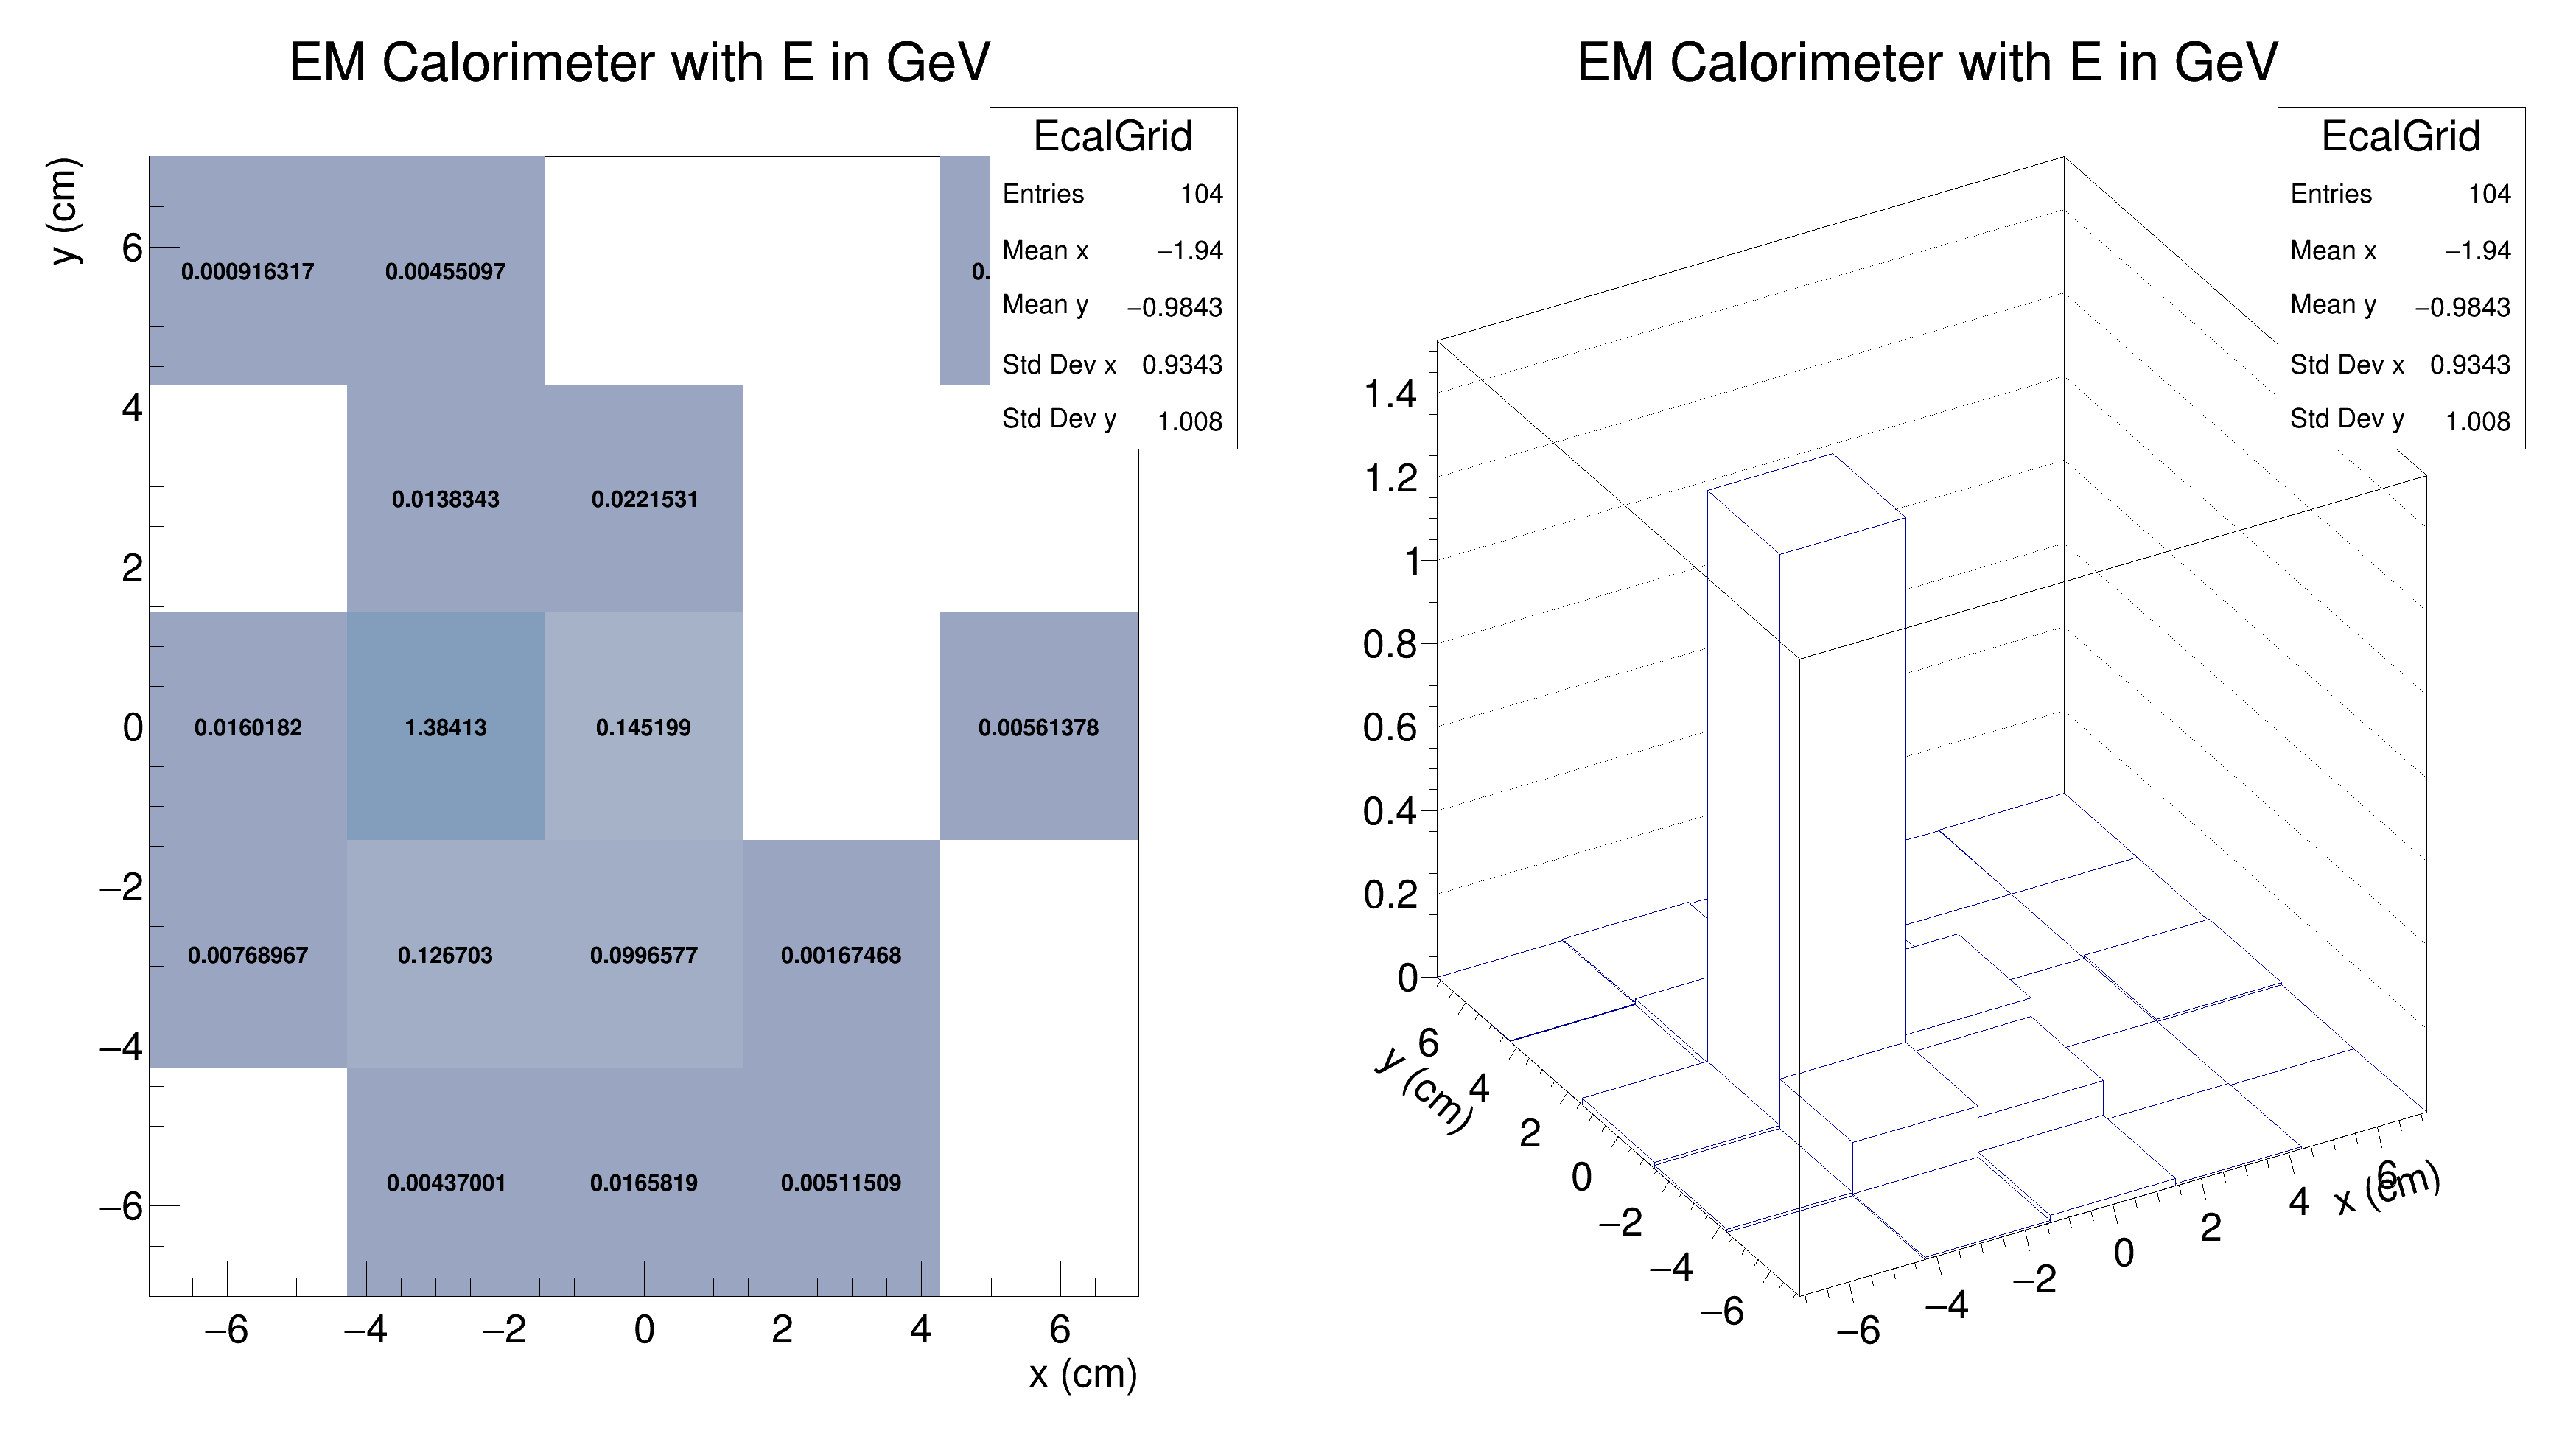 EM Calorimeter with E in GeV
EcalGrid
Entries 104
Mean x −1.94
Mean y −0.9843
Std Dev x 0.9343
Std Dev y 1.008
y (cm)
6
4
2
0
−2
−4
−6
0.000916317 0.00455097 0.
0.0138343 0.0221531
0.0160182 1.38413 0.145199 0.00561378
0.00768967 0.126703 0.0996577 0.00167468
0.00437001 0.0165819 0.00511509
−6 −4 −2 0 2 4 6
x (cm)
EM Calorimeter with E in GeV
EcalGrid
Entries 104
Mean x −1.94
Mean y −0.9843
Std Dev x 0.9343
Std Dev y 1.008
1.4
1.2
1
0.8
0.6
0.4
0.2
0
y (cm)
6
4
2
0
−2
−4
−6
−6
−4
−2
0
2
4
6
x (cm)